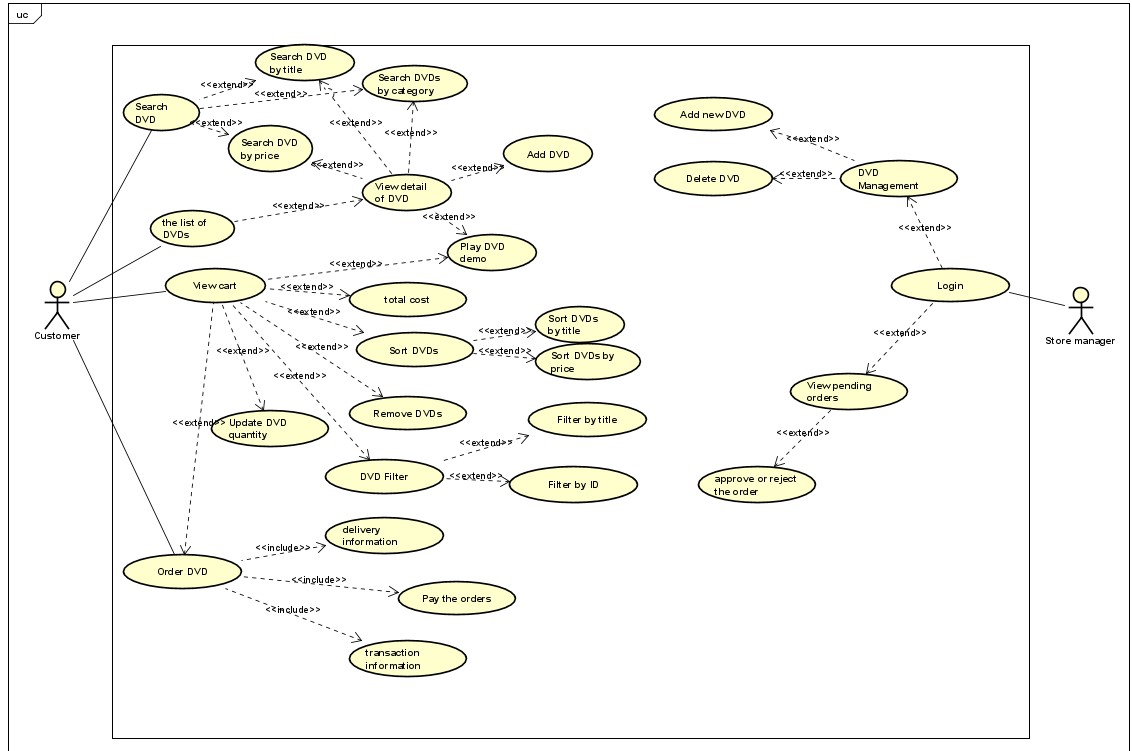 uc
Search DVD
by title
Search DVDs
by category
<<extend>>
<<extend>>
Search
DVD
<<extend>>
<<extend>>
<<extend>>
Search DVD
by price
Add DVD
<<extend>>
<<extend>>
View detail
of DVD
<<extend>>
the list of
DVDs
<<extend>>
Play DVD
demo
<<extend>>
View cart
<<extend>>
total cost
<<extend>>
Sort DVDs
<<extend>>
<<extend>>
Sort DVDs
by title
Sort DVDs by
price
<<extend>>
<<extend>>
<<extend>>
Customer
Remove DVDs
<<extend>>
Update DVD
quantity
Filter by title
<<extend>>
DVD Filter
<<extend>>
Filter by ID
delivery
information
<<include>>
Order DVD
<<include>>
Pay the orders
<<include>>
transaction
information
Add new DVD
<<extend>>
Delete DVD
<<extend>>
DVD
Management
<<extend>>
Login
Store manager
<<extend>>
View pending
orders
<<extend>>
approve or reject
the order